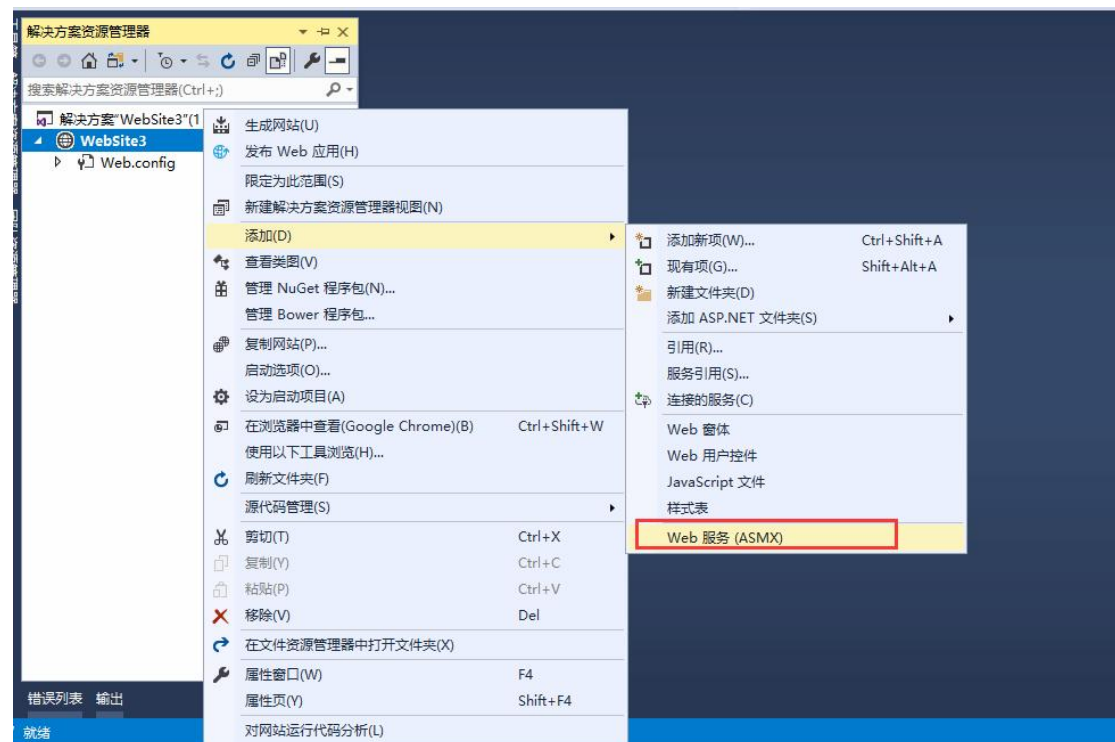 解决方案资源管理器
搜索解决方案资源管理器(Ctrl+;)
解决方案"WebSite3"(1
WebSite3
Web.config
生成网站(U)
发布 Web 应用(H)
限定为此范围(S)
新建解决方案资源管理器视图(N)
添加(D)
查看类图(V)
管理 NuGet 程序包(N)...
管理 Bower 程序包...
复制网站(P)...
启动选项(O)...
设为启动项目(A)
在浏览器中查看(Google Chrome)(B) Ctrl+Shift+W
使用以下工具浏览(H)...
刷新文件夹(F)
源代码管理(S)
剪切(T) Ctrl+X
复制(Y) Ctrl+C
粘贴(P) Ctrl+V
移除(V) Del
在文件资源管理器中打开文件夹(X)
属性窗口(W) F4
属性页(Y) Shift+F4
对网站运行代码分析(L)
添加新项(W)... Ctrl+Shift+A
现有项(G)... Shift+Alt+A
新建文件夹(D)
添加 ASP.NET 文件夹(S)
引用(R)...
服务引用(S)...
连接的服务(C)
Web 窗体
Web 用户控件
JavaScript 文件
样式表
Web 服务 (ASMX)
错误列表 输出
就绪